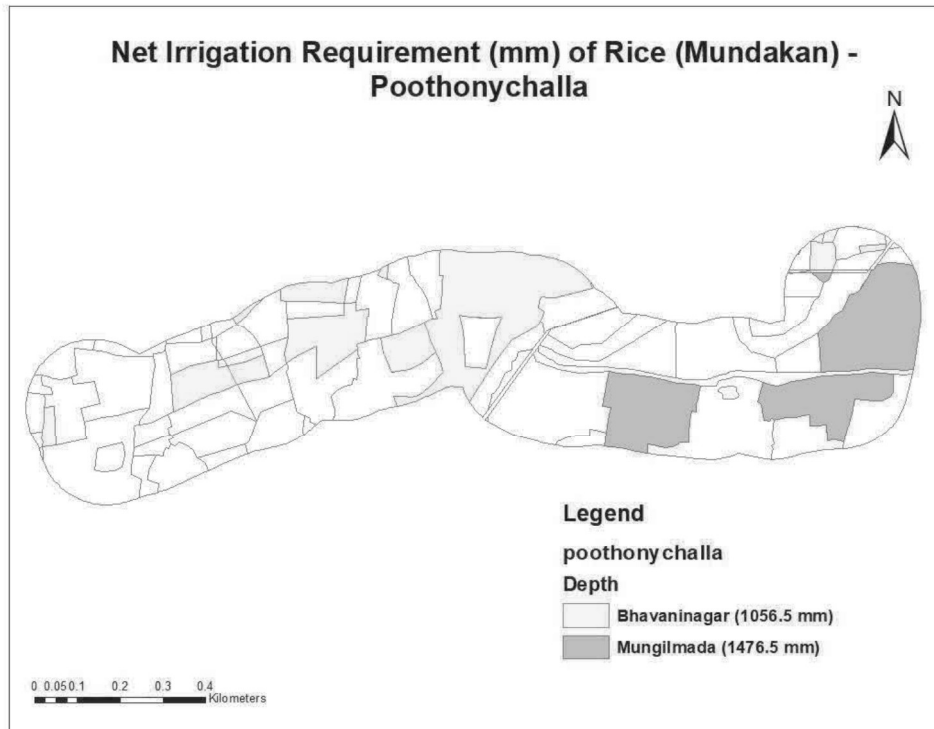 Net Irrigation Requirement (mm) of Rice (Mundakan) -
Poothonychalla
N
Legend
poothonychalla
Depth
Bhavaninagar (1056.5 mm)
Mungilmada (1476.5 mm)
0 0.05 0.1 0.2 0.3 0.4
Kilometers